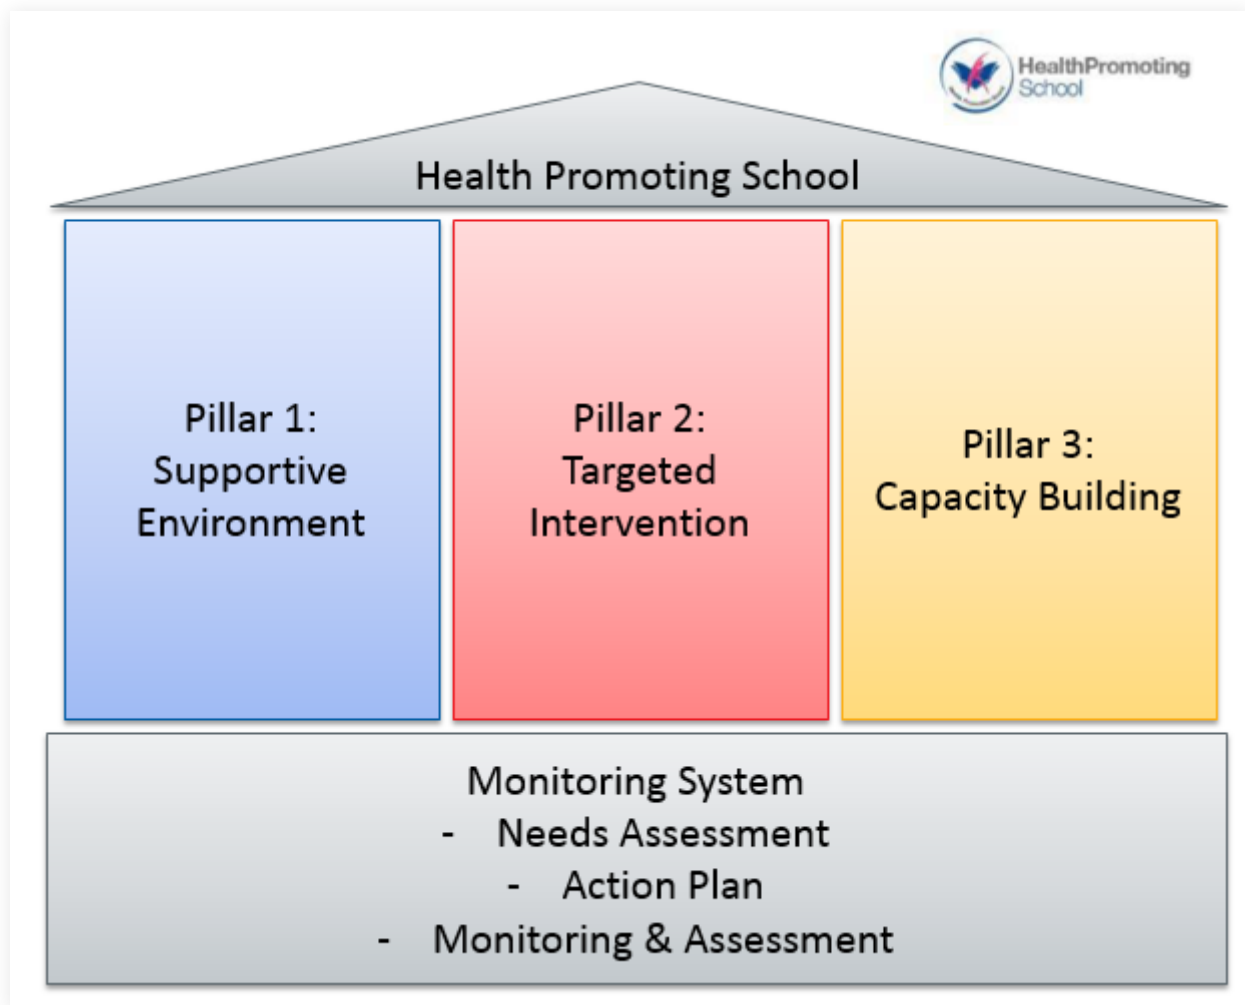 HealthPromoting
School
Health Promoting School
Pillar 1:
Supportive
Environment
Pillar 2:
Targeted
Intervention
Pillar 3:
Capacity Building
Monitoring System
- Needs Assessment
- Action Plan
- Monitoring & Assessment